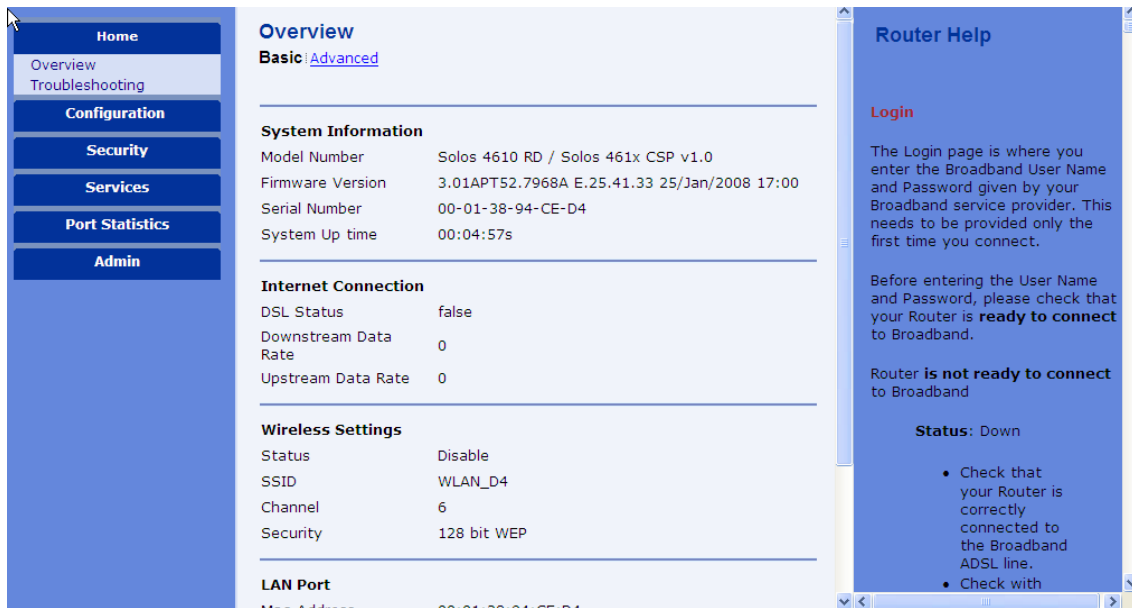 Home
Overview
Troubleshooting
Configuration
Security
Services
Port Statistics
Admin
Overview
Basic Advanced
System Information
Model Number Solos 4610 RD / Solos 461x CSP v1.0
Firmware Version 3.01APT52.7968A E.25.41.33 25/Jan/2008 17:00
Serial Number 00-01-38-94-CE-D4
System Up time 00:04:57s
Internet Connection
DSL Status false
Downstream Data
Rate 0
Upstream Data Rate 0
Wireless Settings
Status Disable
SSID WLAN_D4
Channel 6
Security 128 bit WEP
LAN Port
Router Help
Login
The Login page is where you
enter the Broadband User Name
and Password given by your
Broadband service provider. This
needs to be provided only the
first time you connect.
Before entering the User Name
and Password, please check that
your Router is ready to connect
to Broadband.
Router is not ready to connect
to Broadband
Status: Down
• Check that
your Router is
correctly
connected to
the Broadband
ADSL line.
• Check with